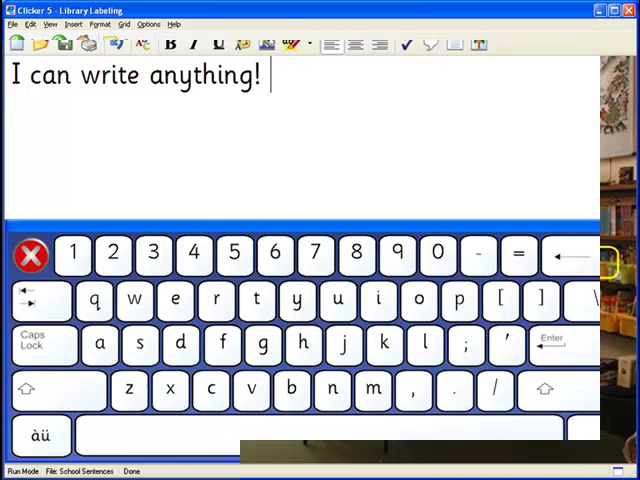 Clicker 5 - Library Labeling
File Edit View Insert Format Grid Options Help
B I U
I can write anything!
1 2 3 4 5 6 7 8 9 0 - =
q w e r t y u i o p [ ] \
Caps Lock a s d f g h j k l ; ' Enter
z x c v b n m , . /
àü
Run Mode File: School Sentences Done